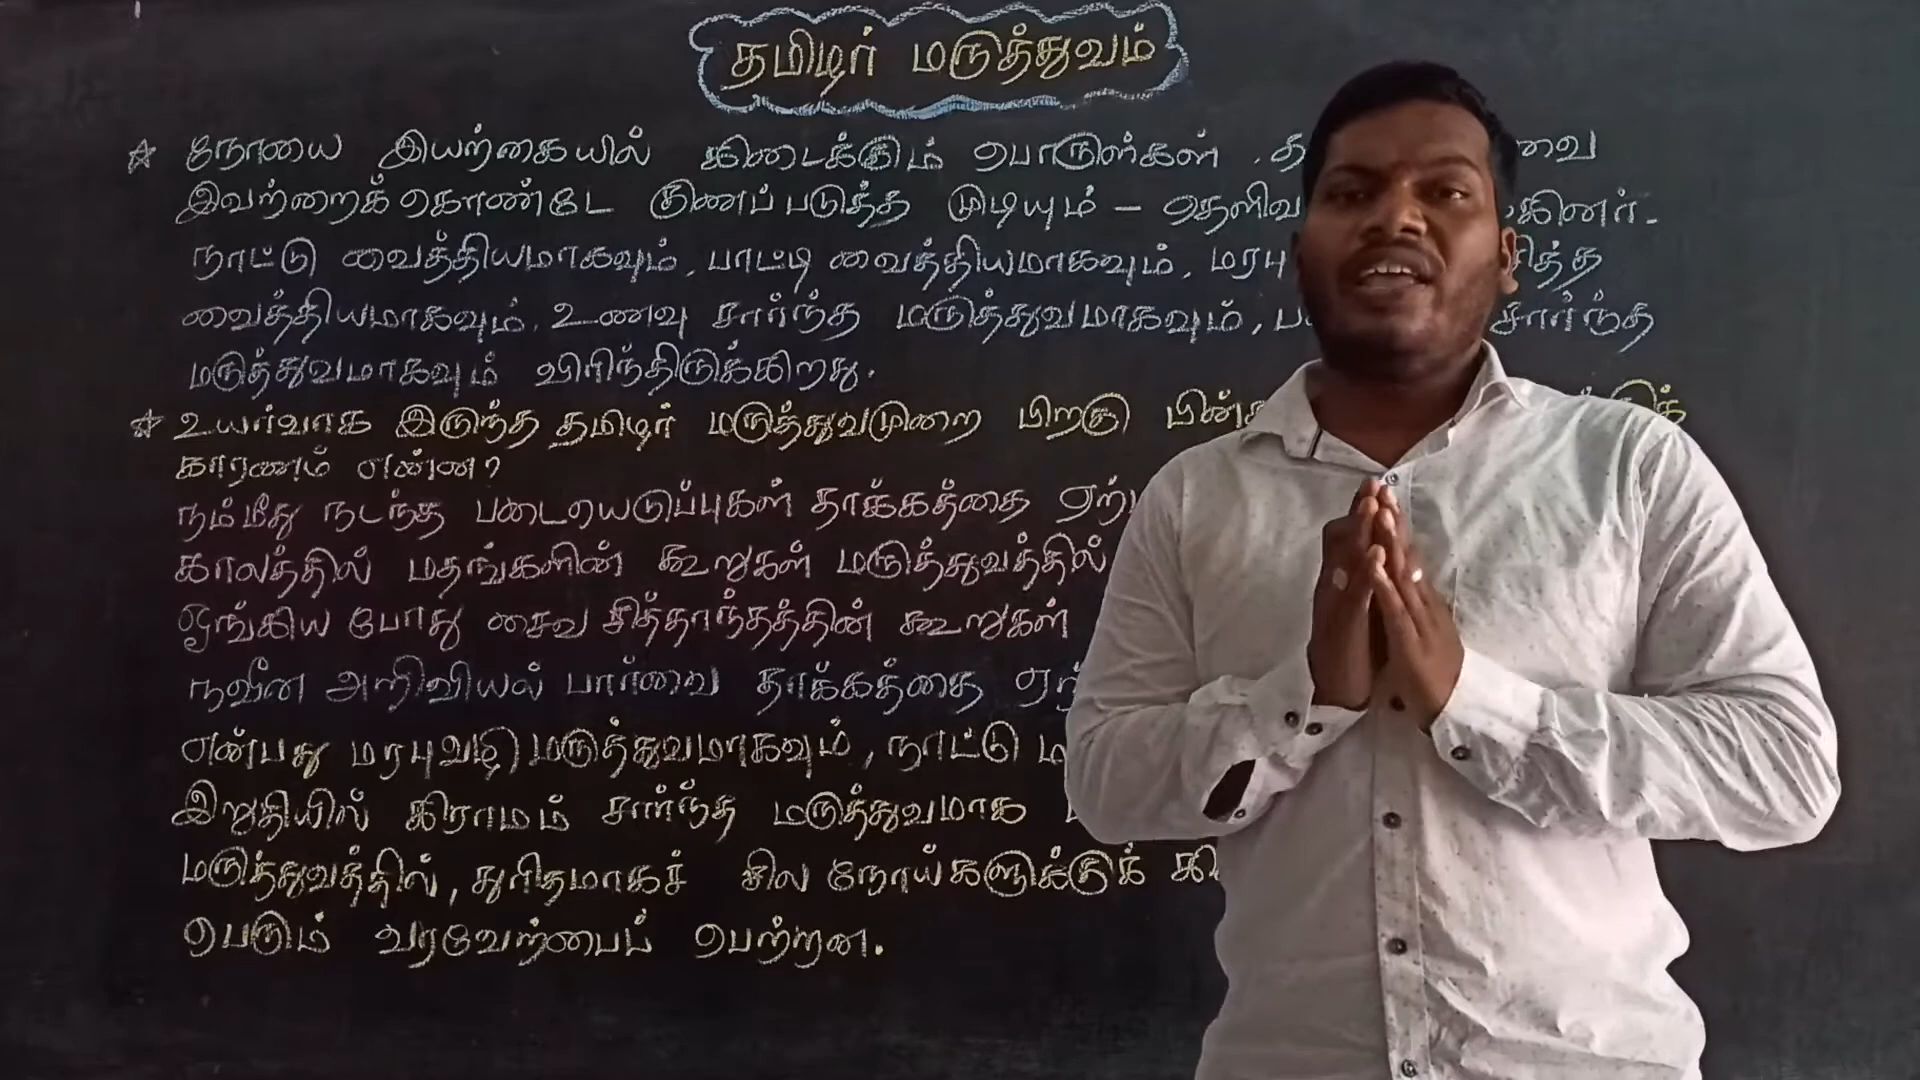 தமிழர் மருத்துவம்
☆ நோயை இயற்கையில் கிடைக்கும் பொருள்கள்
இவற்றைக் கொண்டே குணப்படுத்த முடியும் –
நாட்டு வைத்தியமாகவும், பாட்டி வைத்தியமாகவும், மரபு சித்த
வைத்தியமாகவும், உணவு சார்ந்த மருத்துவமாகவும், சார்ந்த
மருத்துவமாகவும் விரிந்திருக்கிறது.
☆ உயர்வாக இருந்த தமிழர் மருத்துவமுறை பிறகு
காரணம் என்ன?
நம்மீது நடந்த படையெடுப்புகள் தாக்கத்தை
காலத்தில் மதங்களின் கூறுகள் மருத்துவத்தில்
ஓங்கிய போது சைவ சித்தாந்தத்தின் கூறுகள்
நவீன அறிவியல் பார்வை தாக்கத்தை
என்பது மரபுவழி மருத்துவமாகவும், நாட்டு
இறுதியில் கிராமம் சார்ந்த மருத்துவமாக
மருத்துவத்தில், துரிதமாகச் சில நோய்களுக்குக்
பெரும் வரவேற்பைப் பெற்றன.